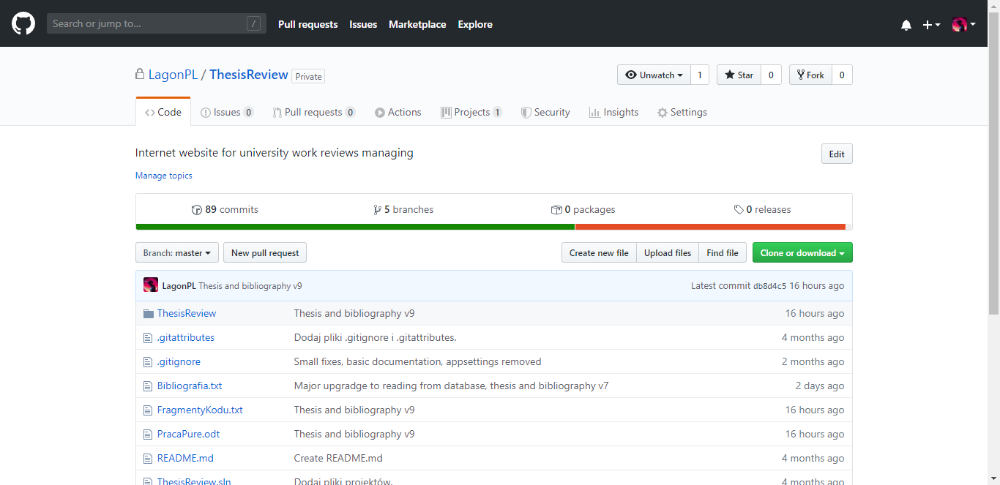 Search or jump to... / Pull requests Issues Marketplace Explore
LagonPL / ThesisReview Private Unwatch 1 Star 0 Fork 0
Code Issues 0 Pull requests 0 Actions Projects 1 Security Insights Settings
Internet website for university work reviews managing Edit
Manage topics
89 commits 5 branches 0 packages 0 releases
Branch: master New pull request Create new file Upload files Find file Clone or download
LagonPL Thesis and bibliography v9 Latest commit db8d4c5 16 hours ago
ThesisReview Thesis and bibliography v9 16 hours ago
.gitattributes Dodaj pliki .gitignore i .gitattributes. 4 months ago
.gitignore Small fixes, basic documentation, appsettings removed 2 months ago
Bibliografia.txt Major upgradge to reading from database, thesis and bibliography v7 2 days ago
FragmentyKodu.txt Thesis and bibliography v9 16 hours ago
PracaPure.odt Thesis and bibliography v9 16 hours ago
README.md Create README.md 4 months ago
ThesisReview.sln Dodaj pliki projektów. 4 months ago